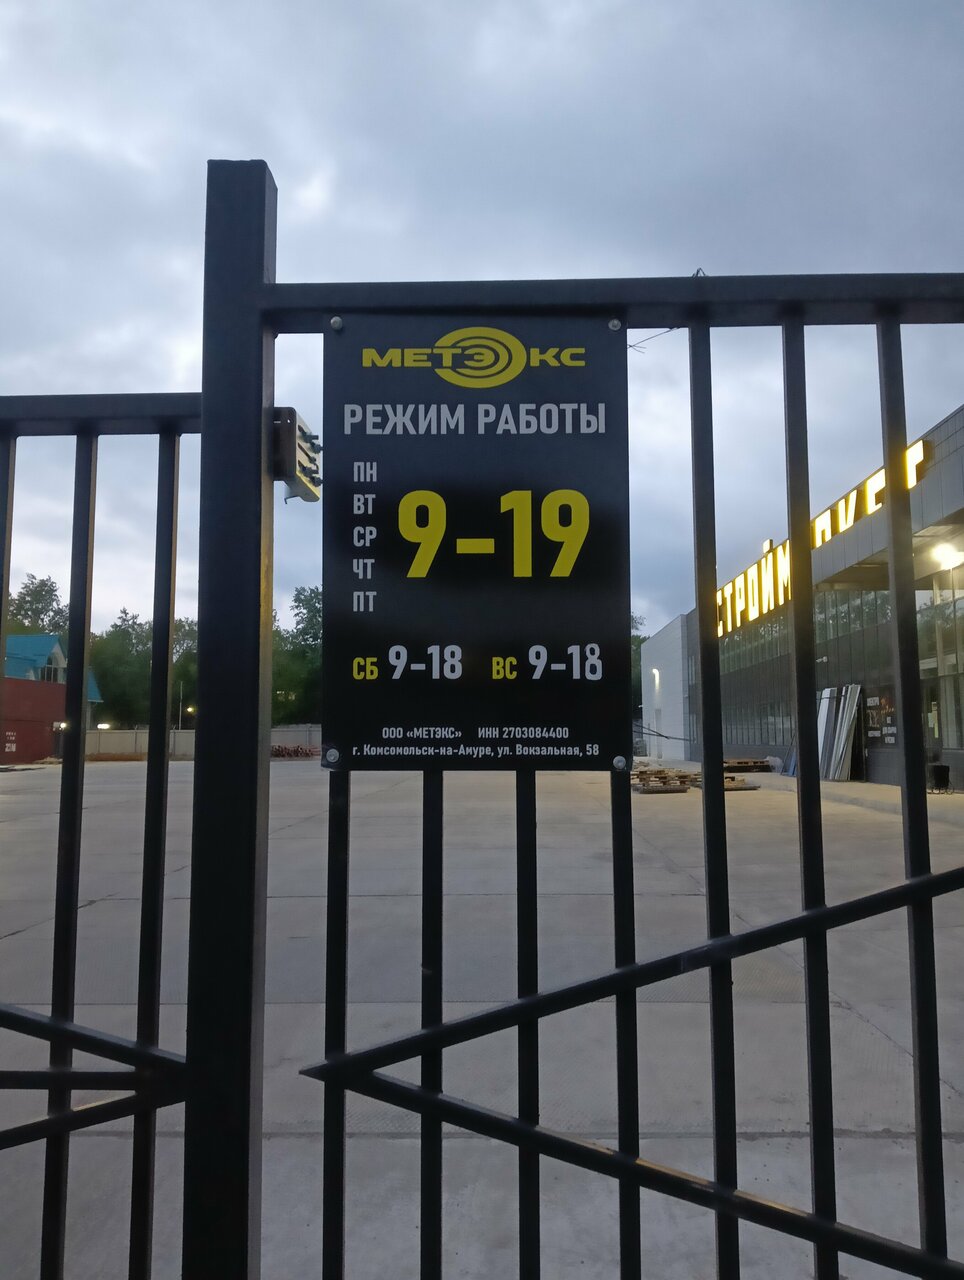 МЕТЭКС
РЕЖИМ РАБОТЫ
ПН
ВТ
СР
ЧТ
ПТ
9-19
СБ 9-18 ВС 9-18
ООО «МЕТЭКС» ИНН 2703084400
г. Комсомольск-на-Амуре, ул. Вокзальная, 58